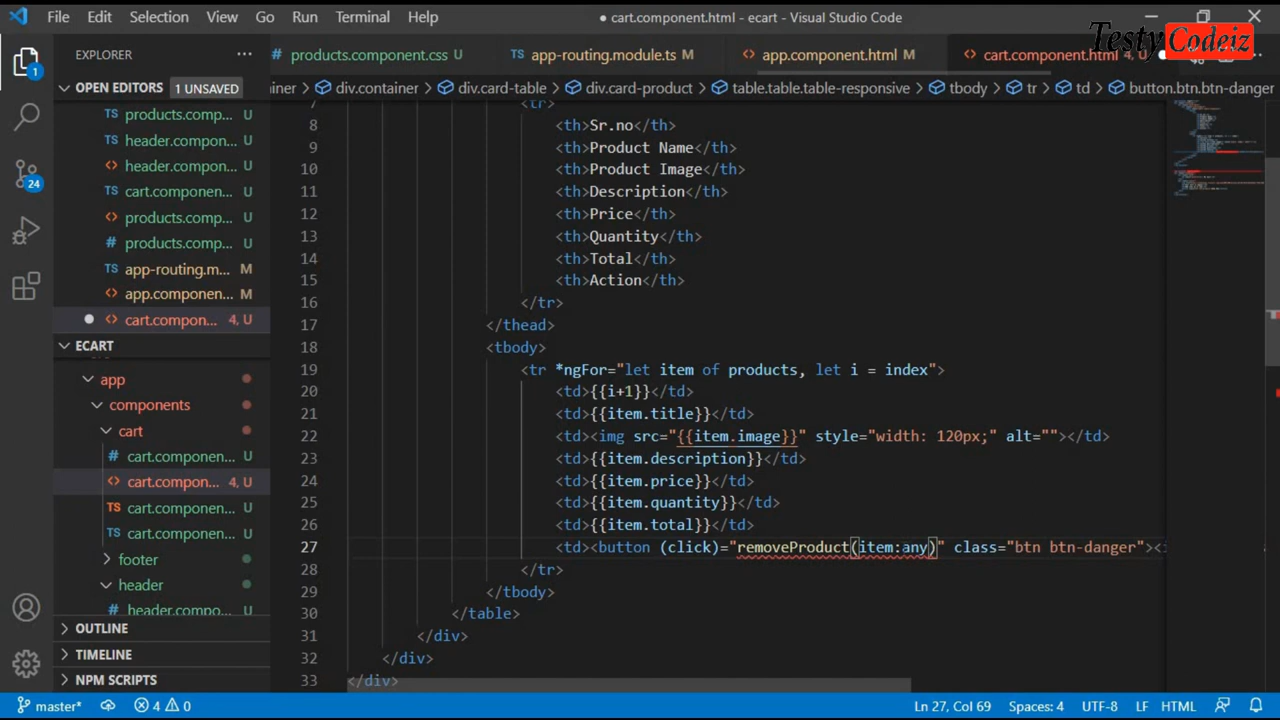 File Edit Selection View Go Run Terminal Help
● cart.component.html - ecart - Visual Studio Code
Testy Codeiz
EXPLORER ···
products.component.css U
TS app-routing.module.ts M
<> app.component.html M
<> cart.component.html 4, U
OPEN EDITORS 1 UNSAVED
iner > div.container > div.card-table > div.card-product > table.table.table-responsive > tbody > tr > td > button.btn.btn-danger
TS products.comp... U
TS header.compon... U
<> header.compon... U
TS cart.componen... U
<> products.comp... U
# products.comp... U
TS app-routing.m... M
<> app.componen... M
<> cart.compon... 4, U
ECART
app
components
cart
# cart.componen... U
<> cart.compon... 4, U
TS cart.componen... U
TS cart.componen... U
footer
header
header.compo... U
OUTLINE
TIMELINE
NPM SCRIPTS
1
24
7 <tr>
8 <th>Sr.no</th>
9 <th>Product Name</th>
10 <th>Product Image</th>
11 <th>Description</th>
12 <th>Price</th>
13 <th>Quantity</th>
14 <th>Total</th>
15 <th>Action</th>
16 </tr>
17 </thead>
18 <tbody>
19 <tr *ngFor="let item of products, let i = index">
20 <td>{{i+1}}</td>
21 <td>{{item.title}}</td>
22 <td><img src="{{item.image}}" style="width: 120px;" alt=""></td>
23 <td>{{item.description}}</td>
24 <td>{{item.price}}</td>
25 <td>{{item.quantity}}</td>
26 <td>{{item.total}}</td>
27 <td><button (click)="removeProduct(item:any)" class="btn btn-danger"><i
28 </tr>
29 </tbody>
30 </table>
31 </div>
32 </div>
33 </div>
master* 4 0 Ln 27, Col 69 Spaces: 4 UTF-8 LF HTML